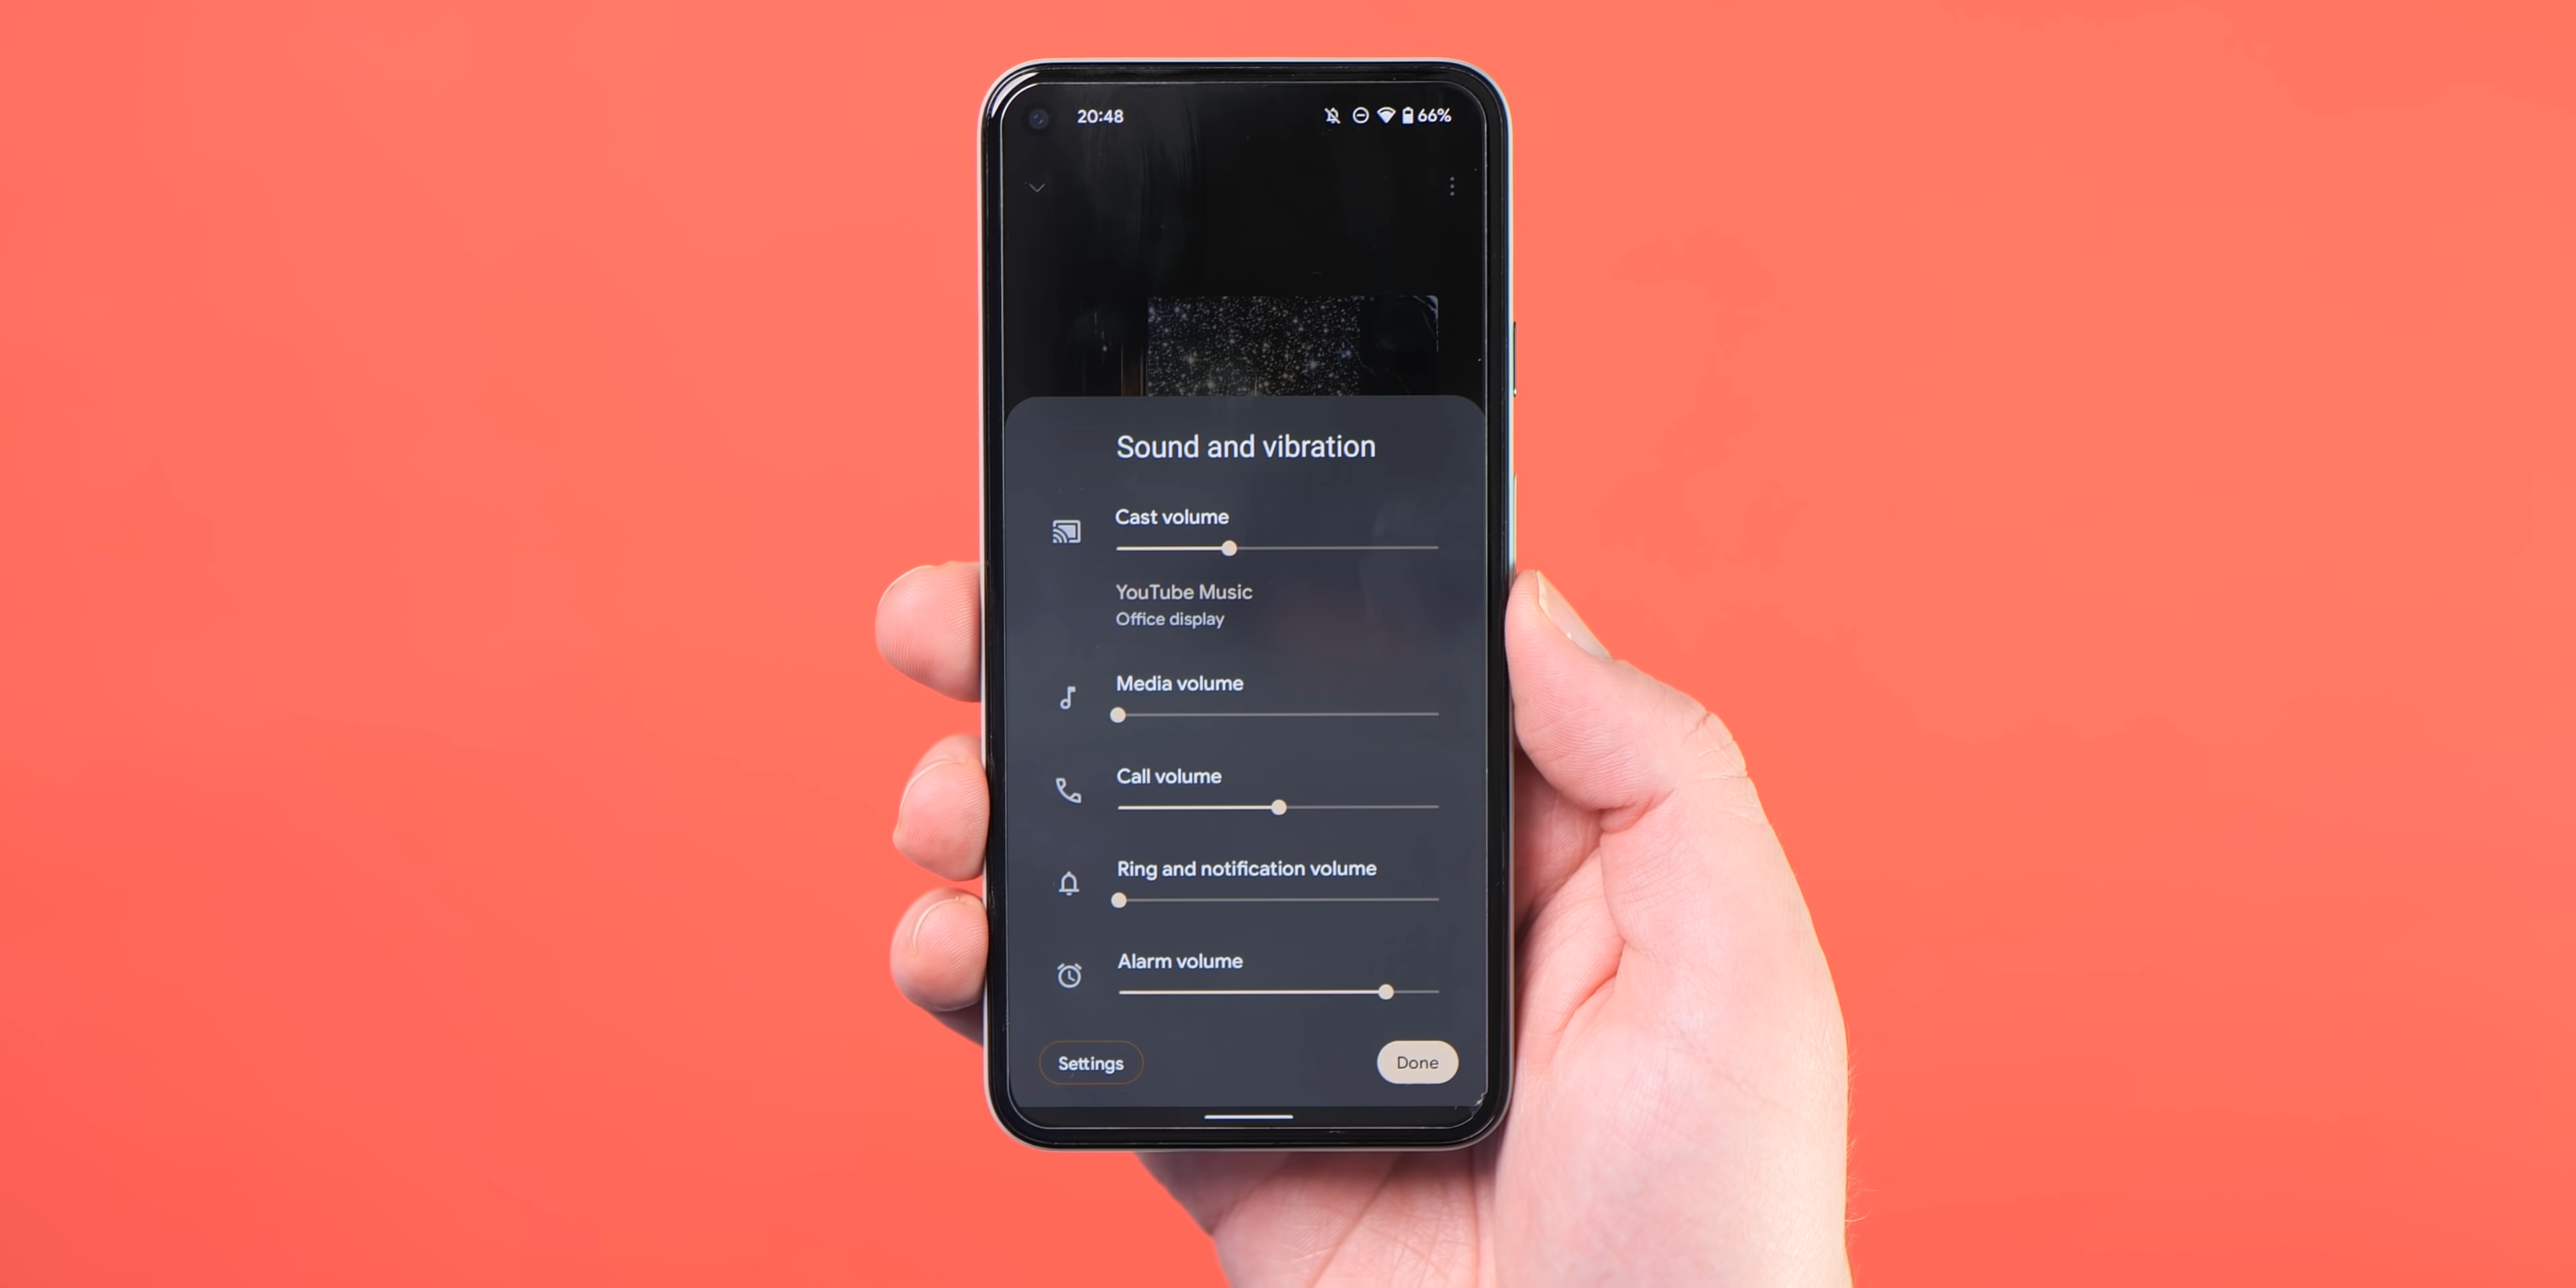 20:48 66%
Sound and vibration
Cast volume
YouTube Music
Office display
Media volume
Call volume
Ring and notification volume
Alarm volume
Settings Done